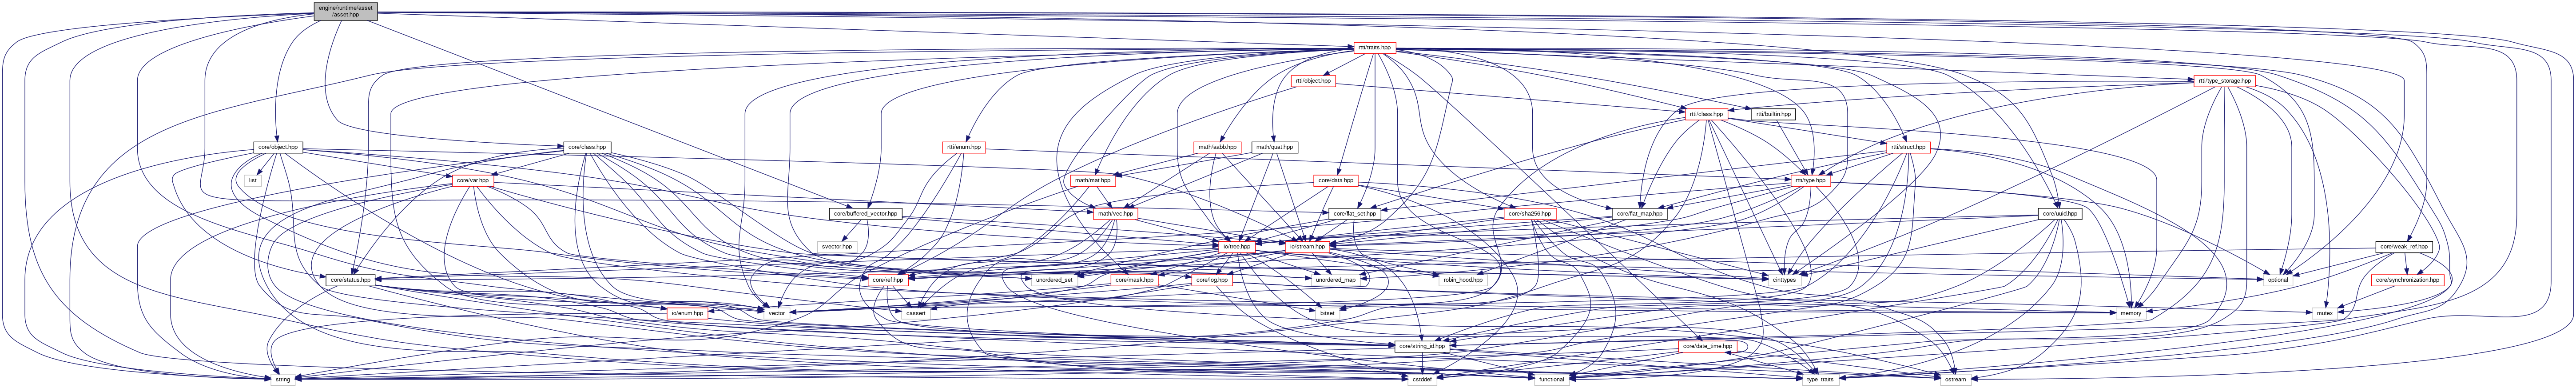 engine/runtime/asset
/asset.hpp
rtti/traits.hpp
rtti/object.hpp
rtti/type_storage.hpp
rtti/class.hpp
rtti/builtin.hpp
core/object.hpp
core/class.hpp
rtti/enum.hpp
math/aabb.hpp
math/quat.hpp
rtti/struct.hpp
list
core/var.hpp
math/mat.hpp
core/data.hpp
rtti/type.hpp
core/buffered_vector.hpp
math/vec.hpp
core/flat_set.hpp
core/sha256.hpp
core/flat_map.hpp
core/uuid.hpp
svector.hpp
io/tree.hpp
io/stream.hpp
core/weak_ref.hpp
core/status.hpp
core/ref.hpp
unordered_set
core/mask.hpp
core/log.hpp
unordered_map
robin_hood.hpp
cinttypes
optional
core/synchronization.hpp
io/enum.hpp
vector
cassert
bitset
memory
mutex
mutex
core/string_id.hpp
core/date_time.hpp
string
cstddef
functional
type_traits
ostream